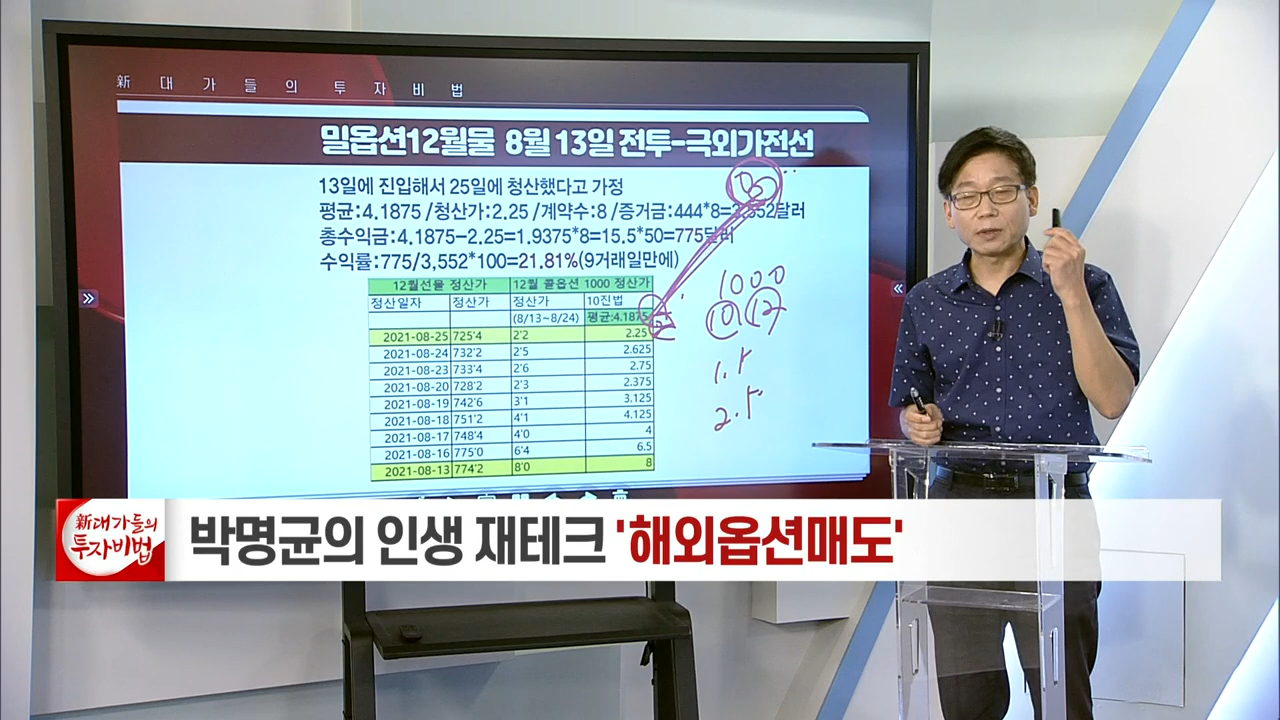 新 대 가 들 의 투 자 비 법
밀옵션12월물 8월 13일 전투-극외가전선
13일에 진입해서 25일에 청산했다고 가정
평균:4.1875 /청산가:2.25 /계약수:8 /증거금:444*8=3,552달러
총수익금:4.1875-2.25=1.9375*8=15.5*50=775달러
수익률:775/3,552*100=21.81%(9거래일만에)
12월선물 정산가 12월 콜옵션 1000 정산가
정산일자 정산가 정산가 10진법
(8/13~8/24) 평균:4.1875
2021-08-25 725'4 2'2 2.25
2021-08-24 732'2 2'5 2.625
2021-08-23 733'4 2'6 2.75
2021-08-20 728'2 2'3 2.375
2021-08-19 742'6 3'1 3.125
2021-08-18 751'2 4'1 4.125
2021-08-17 748'4 4'0 4
2021-08-16 775'0 6'4 6.5
2021-08-13 774'2 8'0 8
1000
新대가들의
투자비법
박명균의 인생 재테크 '해외옵션매도'